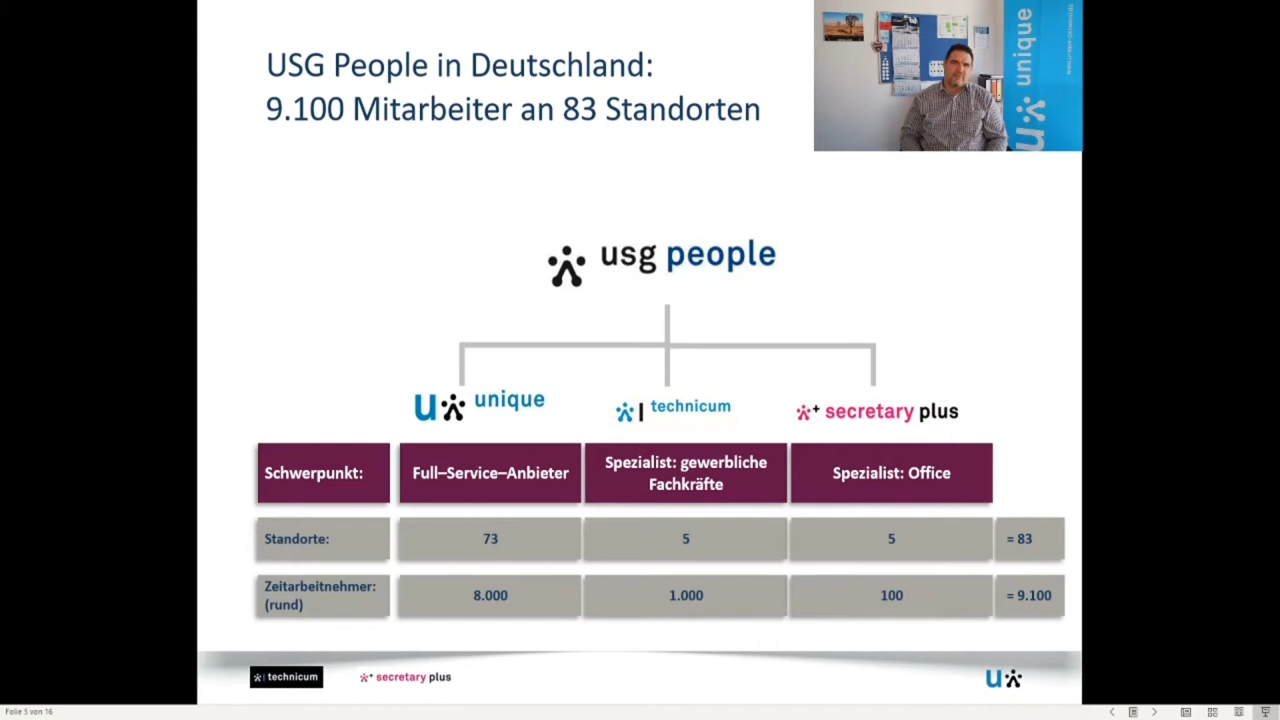 USG People in Deutschland:
9.100 Mitarbeiter an 83 Standorten
unique
u
usg people
u unique
technicum
secretary plus
Schwerpunkt:
Full–Service–Anbieter
Spezialist: gewerbliche
Fachkräfte
Spezialist: Office
Standorte:
73
5
5
= 83
Zeitarbeitnehmer:
(rund)
8.000
1.000
100
= 9.100
technicum
secretary plus
u
Folie 5 von 16